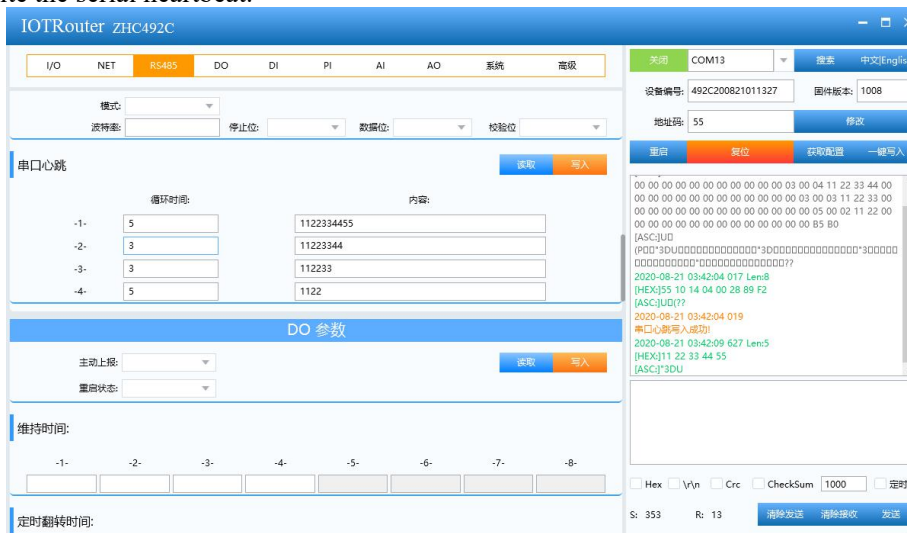 IOTRouter ZHC492C
I/O NET RS485 DO DI PI AI AO 系统 高级
模式:
波特率: 停止位: 数据位: 校验位
串口心跳 读取 写入
循环时间: 内容:
-1- 5 1122334455
-2- 3 11223344
-3- 3 112233
-4- 5 1122
DO 参数
主动上报: 读取 写入
重启状态:
维持时间:
-1- -2- -3- -4- -5- -6- -7- -8-
定时翻转时间:
关闭 COM13 搜索 中文|Englis
设备编号: 492C200821011327 固件版本: 1008
地址码: 55 修改
重启 复位 获取配置 一键写入
00 00 00 00 00 00 00 00 00 00 00 03 00 04 11 22 33 44 00
00 00 00 00 00 00 00 00 00 00 00 00 03 00 03 11 22 33 00
00 00 00 00 00 00 00 00 00 00 00 00 00 05 00 02 11 22 00
00 00 00 00 00 00 00 00 00 00 00 00 00 B5 B0
[ASC:]U□
(P□□"3DU□□□□□□□□□□□□□□"3D□□□□□□□□□□□□□□□"3□□□□□
□□□□□□□□□□"□□□□□□□□□□□□□□□??
2020-08-21 03:42:04 017 Len:8
[HEX:]55 10 14 04 00 28 89 F2
[ASC:]U□(??
2020-08-21 03:42:04 019
串口心跳写入成功!
2020-08-21 03:42:09 627 Len:5
[HEX:]11 22 33 44 55
[ASC:]"3DU
Hex \r\n Crc CheckSum 1000 定时
S: 353 R: 13 清除发送 清除接收 发送